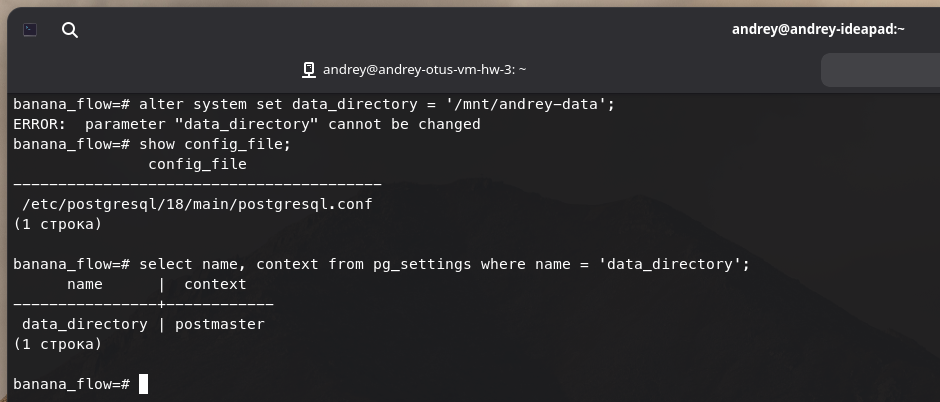 andrey@andrey-ideapad:~
andrey@andrey-otus-vm-hw-3: ~
banana_flow=# alter system set data_directory = '/mnt/andrey-data';
ERROR:  parameter "data_directory" cannot be changed
banana_flow=# show config_file;
               config_file
-----------------------------------------
 /etc/postgresql/18/main/postgresql.conf
(1 строка)
banana_flow=# select name, context from pg_settings where name = 'data_directory';
      name      |  context
----------------+------------
 data_directory | postmaster
(1 строка)
banana_flow=#